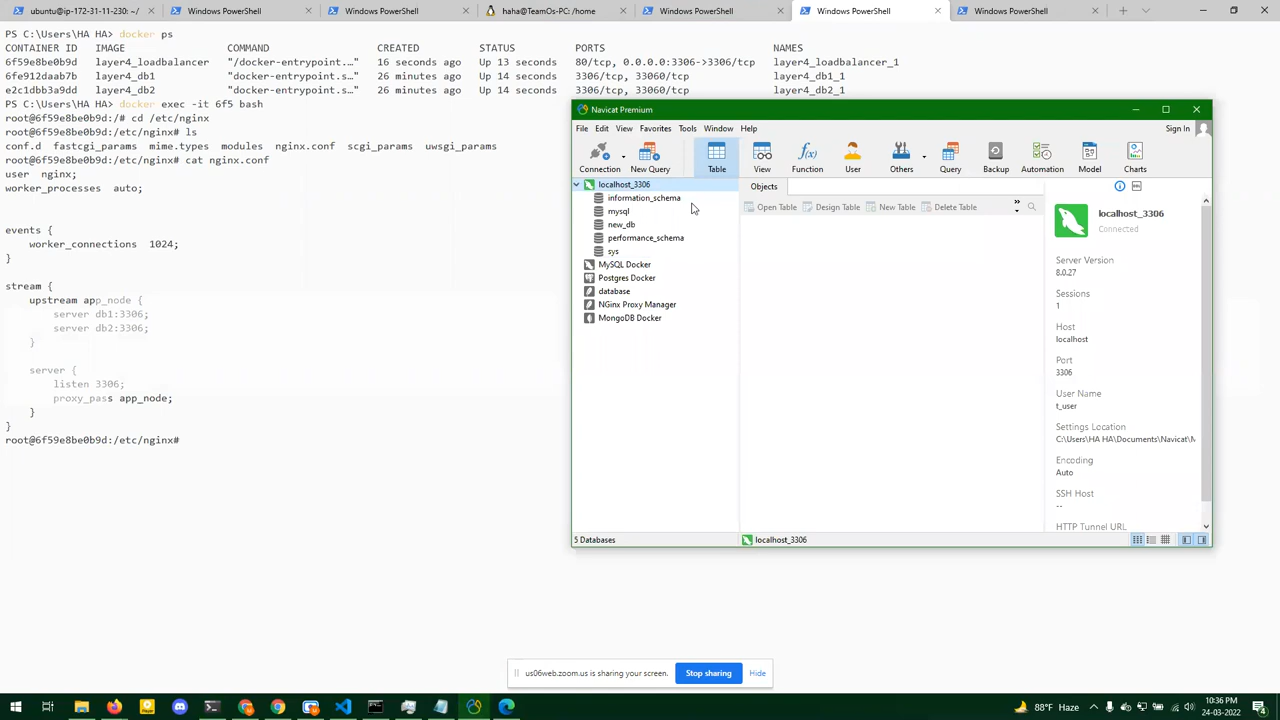 ubuntu@ip-172-31-11-230: ~/
Windows PowerShell
Windows PowerShell
haha@TeamOs-PC: /home
Windows PowerShell
Windows PowerShell
Windows PowerShell
PS C:\Users\HA HA> docker ps
CONTAINER ID IMAGE COMMAND CREATED STATUS PORTS NAMES
6f59e8be0b9d layer4_loadbalancer "/docker-entrypoint.…" 16 seconds ago Up 13 seconds 80/tcp, 0.0.0.0:3306->3306/tcp layer4_loadbalancer_1
6fe912daab7b layer4_db1 "docker-entrypoint.s…" 26 minutes ago Up 14 seconds 3306/tcp, 33060/tcp layer4_db1_1
e2c1dbb3a9dd layer4_db2 "docker-entrypoint.s…" 26 minutes ago Up 14 seconds 3306/tcp, 33060/tcp layer4_db2_1
PS C:\Users\HA HA> docker exec -it 6f5 bash
root@6f59e8be0b9d:/# cd /etc/nginx
root@6f59e8be0b9d:/etc/nginx# ls
conf.d fastcgi_params mime.types modules nginx.conf scgi_params uwsgi_params
root@6f59e8be0b9d:/etc/nginx# cat nginx.conf
user nginx;
worker_processes auto;
events {
worker_connections 1024;
}
stream {
upstream app_node {
server db1:3306;
server db2:3306;
}
server {
listen 3306;
proxy_pass app_node;
}
}
root@6f59e8be0b9d:/etc/nginx#
Navicat Premium
File Edit View Favorites Tools Window Help
Sign In
Connection New Query Table View Function User Others Query Backup Automation Model Charts
localhost_3306
information_schema
mysql
new_db
performance_schema
sys
MySQL Docker
Postgres Docker
database
NGinx Proxy Manager
MongoDB Docker
Objects
Open Table Design Table New Table Delete Table
localhost_3306
Connected
Server Version
8.0.27
Sessions
1
Host
localhost
Port
3306
User Name
t_user
Settings Location
C:\Users\HA HA\Documents\Navicat\M
Encoding
Auto
SSH Host
--
HTTP Tunnel URL
5 Databases
localhost_3306
us06web.zoom.us is sharing your screen.
Stop sharing
Hide
88°F Haze
10:36 PM
24-03-2022
4